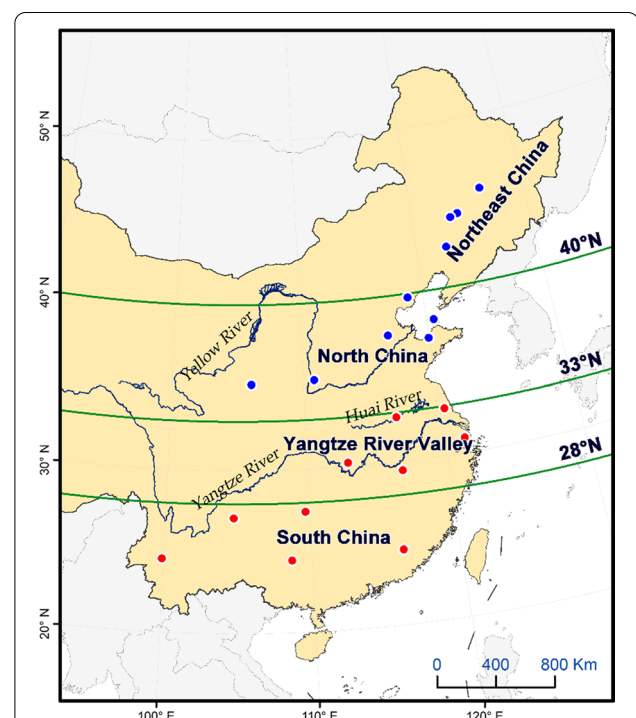 50° N
Northeast China
40°N
40° N
Yellow River
North China
33°N
Huai River
Yangtze River Valley
28°N
30° N
Yangtze River
South China
20° N
0 400 800 Km
100° E 110° E 120° E